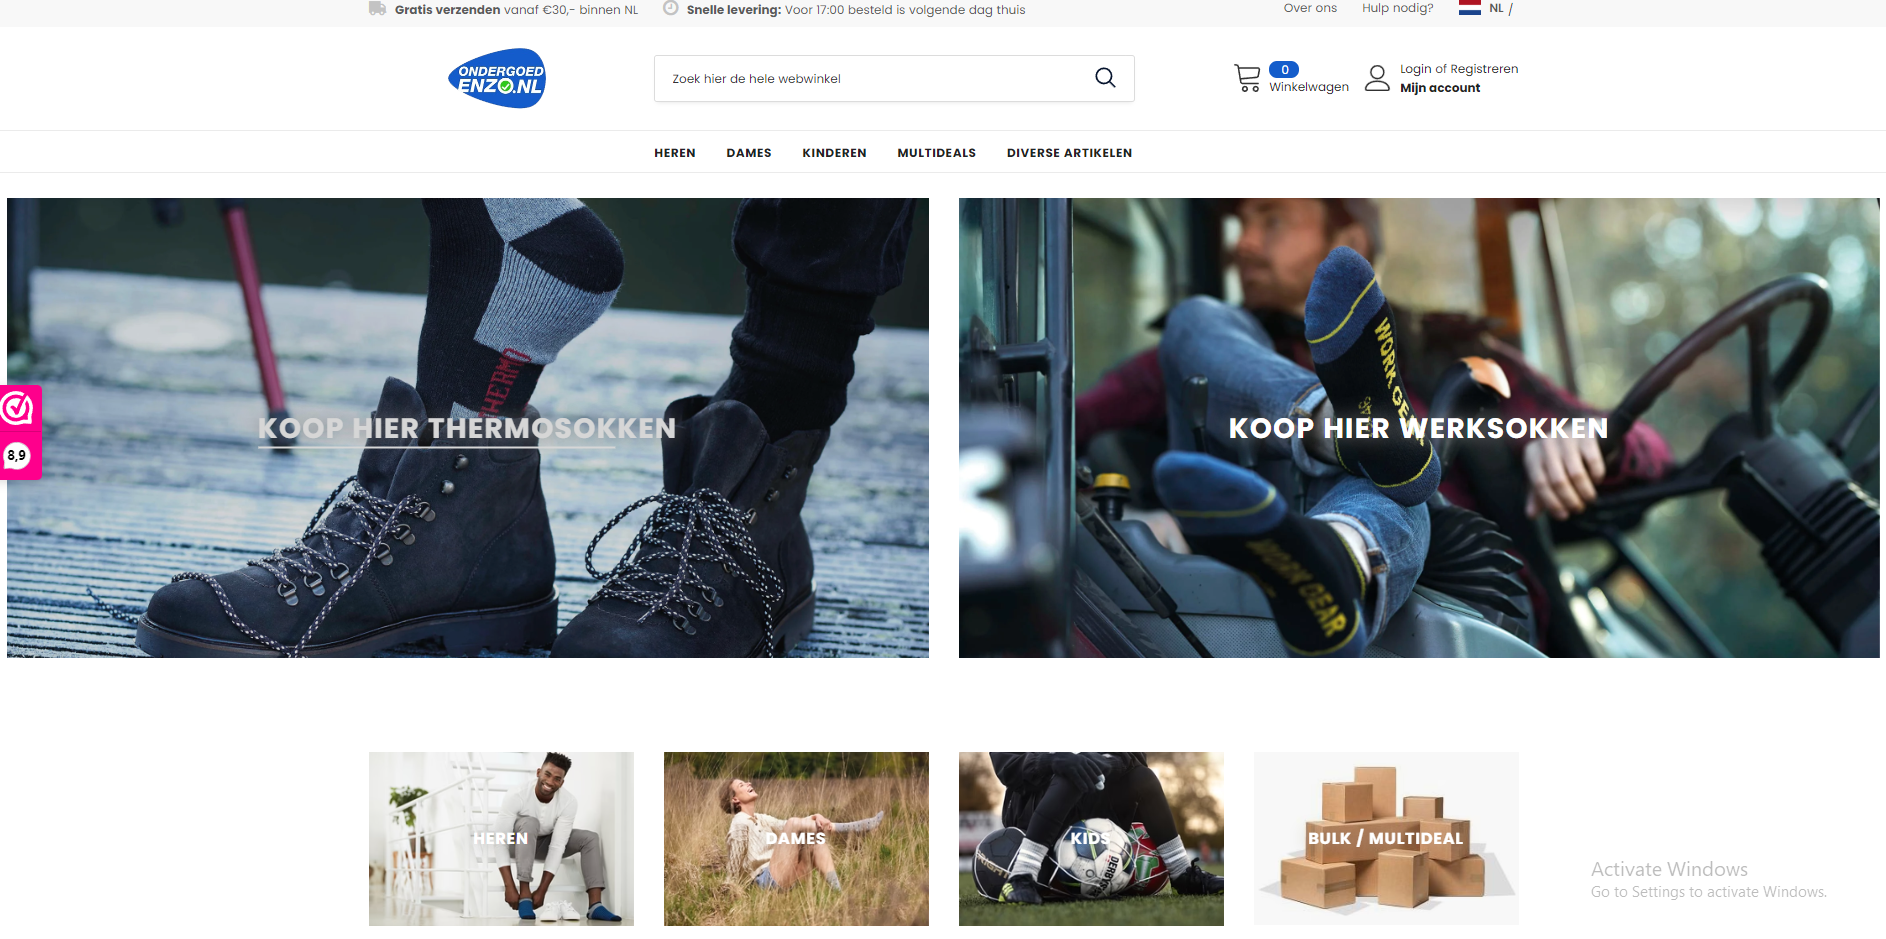 Gratis verzenden vanaf €30,- binnen NL
Snelle levering: Voor 17:00 besteld is volgende dag thuis
Over ons
Hulp nodig?
NL /
ONDERGOED
ENZO.NL
Zoek hier de hele webwinkel
0
Winkelwagen
Login of Registreren
Mijn account
HEREN
DAMES
KINDEREN
MULTIDEALS
DIVERSE ARTIKELEN
THERMO
KOOP HIER THERMOSOKKEN
WORK GEAR
KOOP HIER WERKSOKKEN
WORK GEAR
8,9
HEREN
DAMES
KIDS
BULK / MULTIDEAL
Activate Windows
Go to Settings to activate Windows.